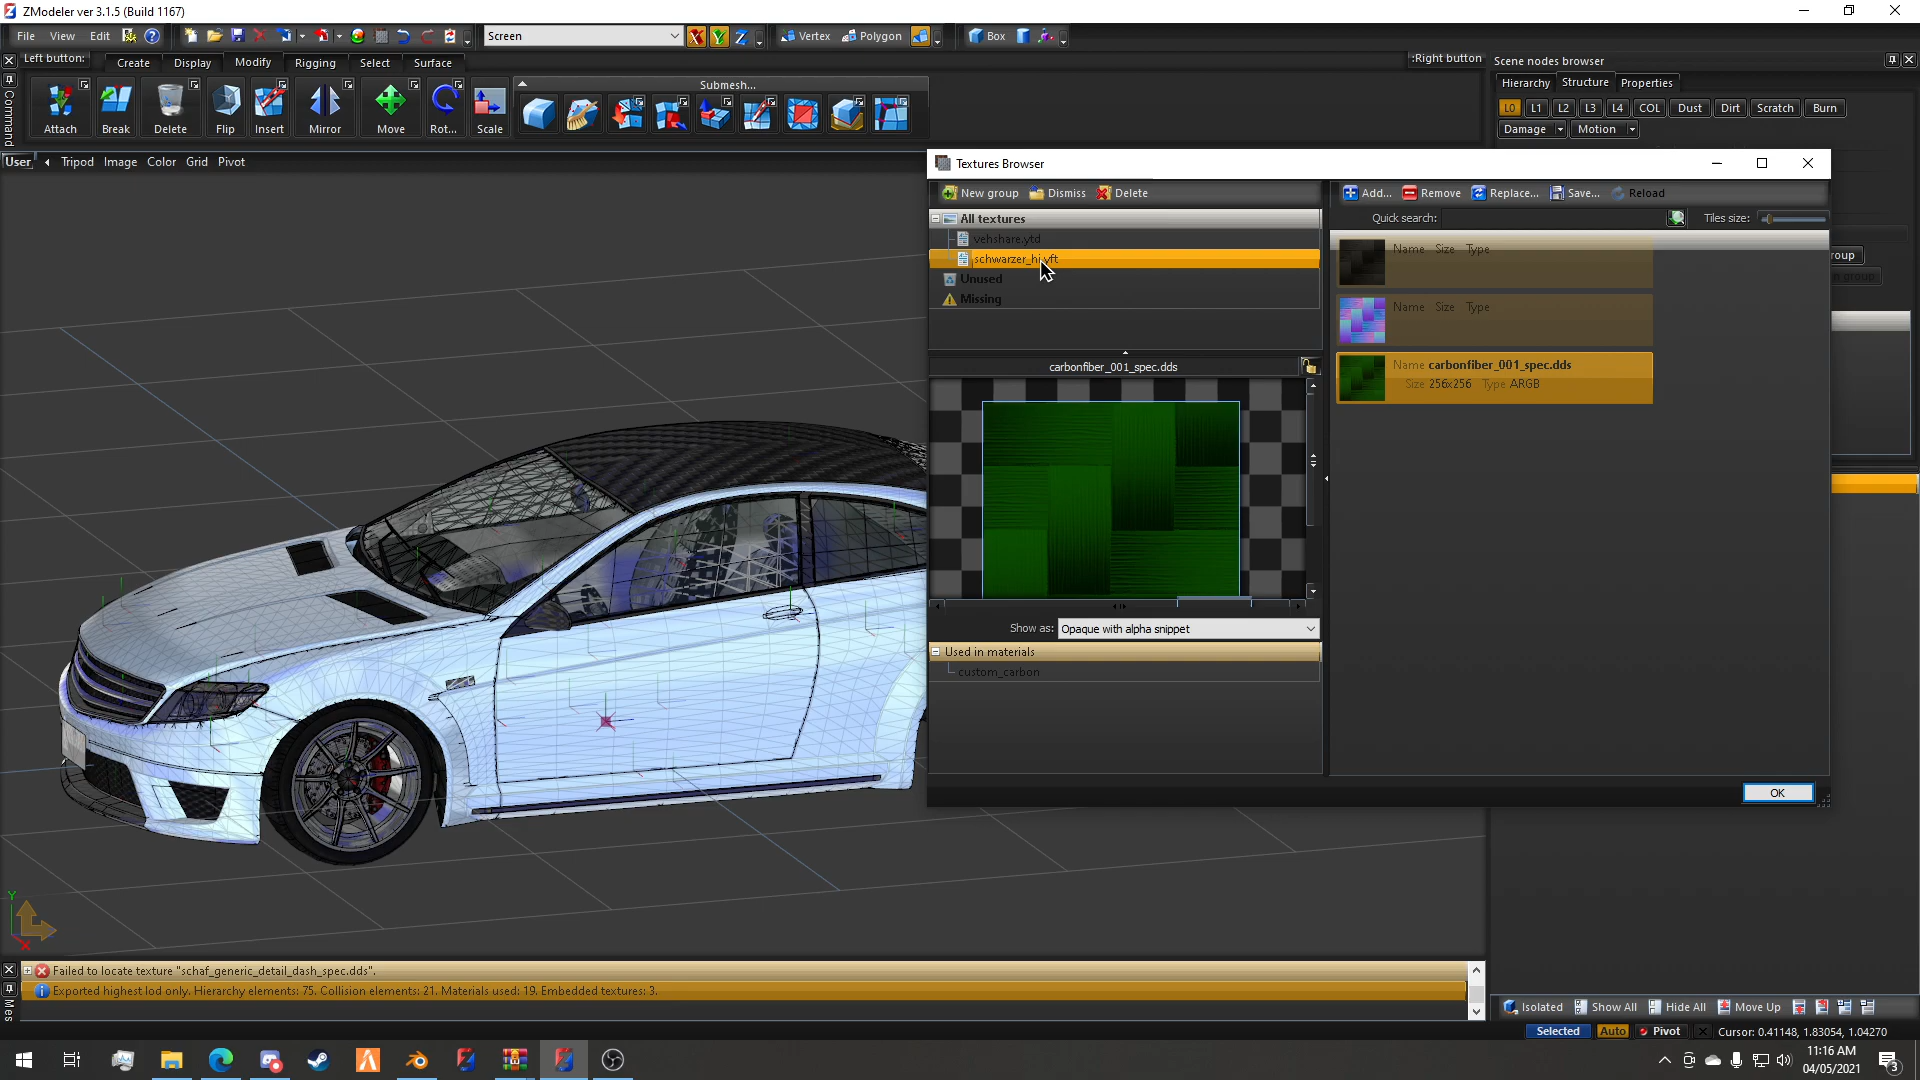 ZModeler ver 3.1.5 (Build 1167)
File View Edit
Screen
X Y Z
Vertex Polygon
Box
Left button:
Create Display Modify Rigging Select Surface
:Right button
Command
Attach Break Delete Flip Insert Mirror Move Rot... Scale
Submesh...
User Tripod Image Color Grid Pivot
Scene nodes browser
Hierarchy Structure Properties
L0 L1 L2 L3 L4 COL Dust Dirt Scratch Burn
Damage Motion
Textures Browser
New group Dismiss Delete
Add... Remove Replace... Save... Reload
Quick search: Tiles size:
All textures
vehshare.ytd
schwarzer_hi.yft
Unused
Missing
Name Size Type
Name Size Type
Name carbonfiber_001_spec.dds
Size 256x256 Type ARGB
carbonfiber_001_spec.dds
Show as: Opaque with alpha snippet
Used in materials
custom_carbon
OK
roup
Y
X
Mes
Failed to locate texture "schaf_generic_detail_dash_spec.dds".
Exported highest lod only. Hierarchy elements: 75. Collision elements: 21. Materials used: 19. Embedded textures: 3.
Isolated Show All Hide All Move Up
Selected Auto Pivot Cursor: 0.41148, 1.83054, 1.04270
11:16 AM
04/05/2021
3